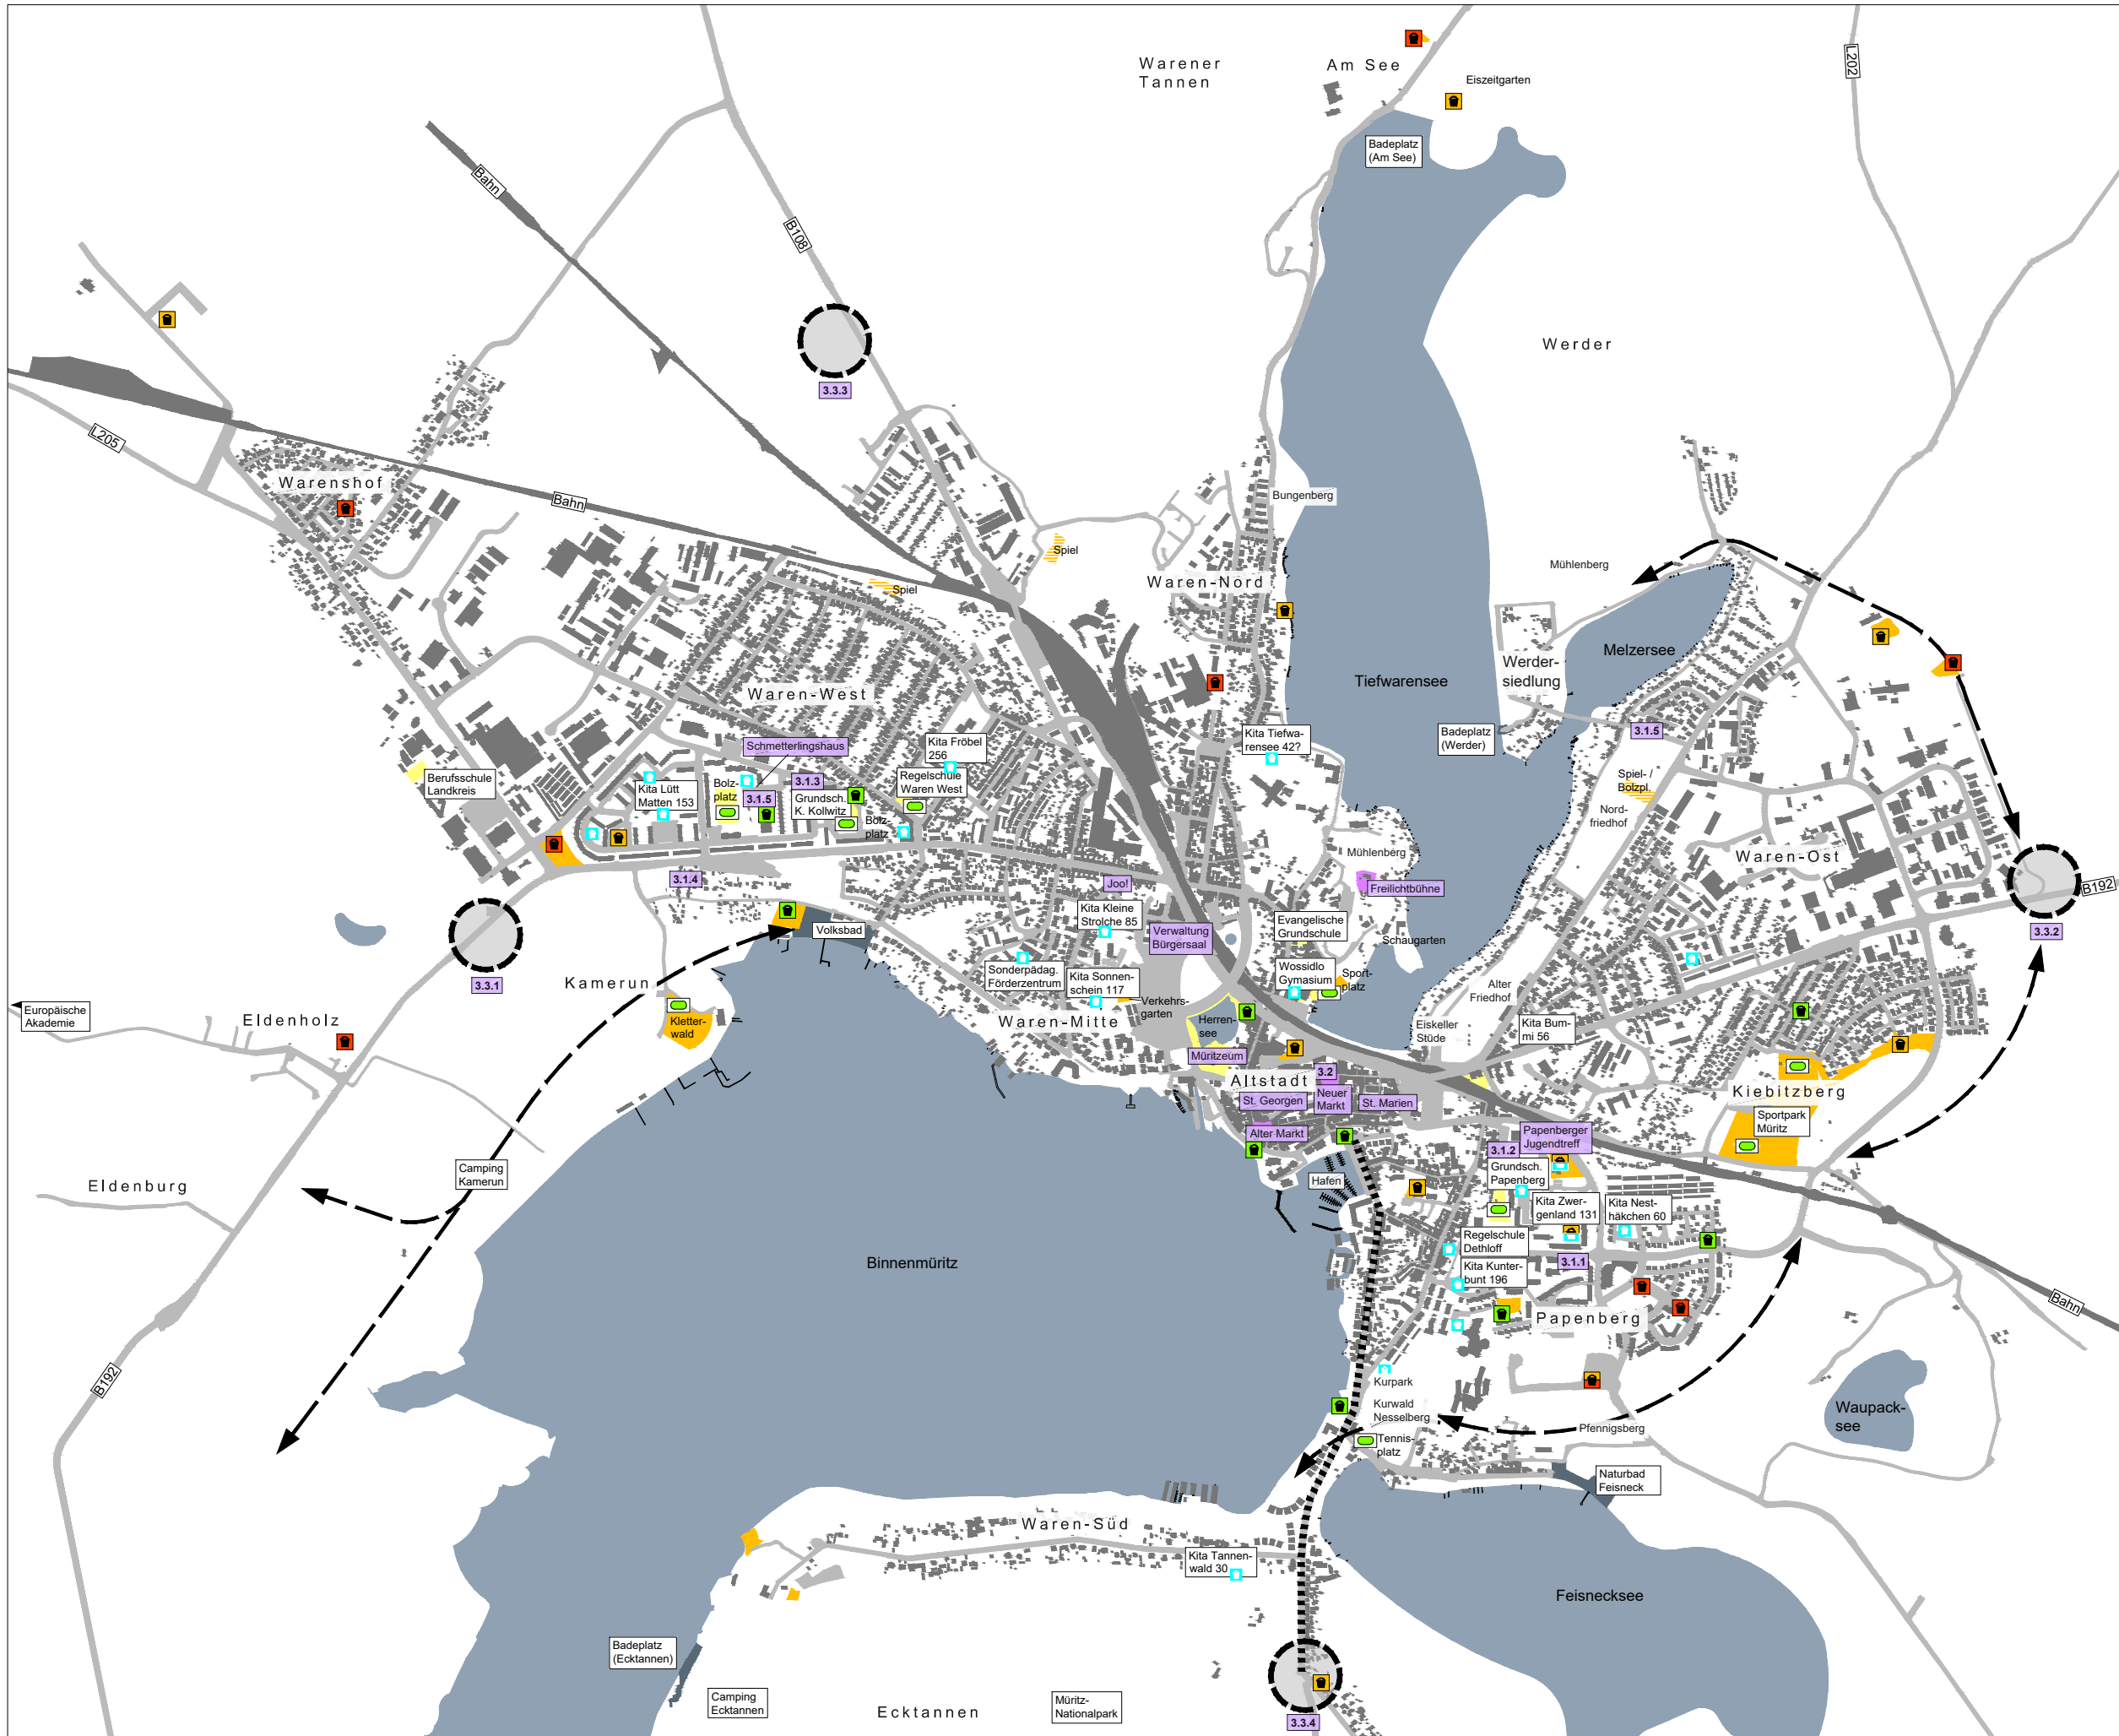 Warener
Tannen
Am See
Eiszeitgarten
L202
Badeplatz
(Am See)
Bahn
B108
3.3.3
Werder
L205
Warenshof
Bahn
Bungenberg
Spiel
Spiel
Waren-Nord
Mühlenberg
Melzersee
Werder-
siedlung
Tiefwarensee
Waren-West
Schmetterlingshaus
Kita Fröbel
256
Kita Tiefwa-
rensee 42?
Badeplatz
(Werder)
3.1.5
Berufsschule
Landkreis
Kita Lütt
Matten 153
Bolz-
platz
3.1.5
3.1.3
Grundsch.
K. Kollwitz
Regelschule
Waren West
Bolz-
platz
Spiel- /
Bolzpl.
Nord-
friedhof
Mühlenberg
Waren-Ost
3.1.4
Joo!
Freilichtbühne
B192
Kita Kleine
Strolche 85
Verwaltung
Bürgersaal
Evangelische
Grundschule
Schaugarten
Volksbad
3.3.2
Sonderpädag.
Förderzentrum
Kita Sonnen-
schein 117
Wossidlo
Gymasium
Sport-
platz
Kamerun
3.3.1
Alter
Friedhof
Verkehrs-
garten
Europäische
Akademie
Eldenholz
Kletter-
wald
Waren-Mitte
Herren-
see
Eiskeller
Stüde
Kita Bum-
mi 56
Müritzeum
Altstadt
3.2
Kiebitzberg
St. Georgen
Neuer
Markt
St. Marien
Sportpark
Müritz
Alter Markt
Papenberger
Jugendtreff
3.1.2
Camping
Kamerun
Eldenburg
Hafen
Grundsch.
Papenberg
Kita Zwer-
genland 131
Kita Nest-
häkchen 60
Regelschule
Dethloff
3.1.1
Kita Kunter-
bunt 196
Binnenmüritz
Bahn
Papenberg
B192
Kurpark
Kurwald
Nesselberg
Waupack-
see
Pfennigsberg
Tennis-
platz
Naturbad
Feisneck
Waren-Süd
Kita Tannen-
wald 30
Feisnecksee
Badeplatz
(Ecktannen)
Camping
Ecktannen
Ecktannen
Müritz-
Nationalpark
3.3.4